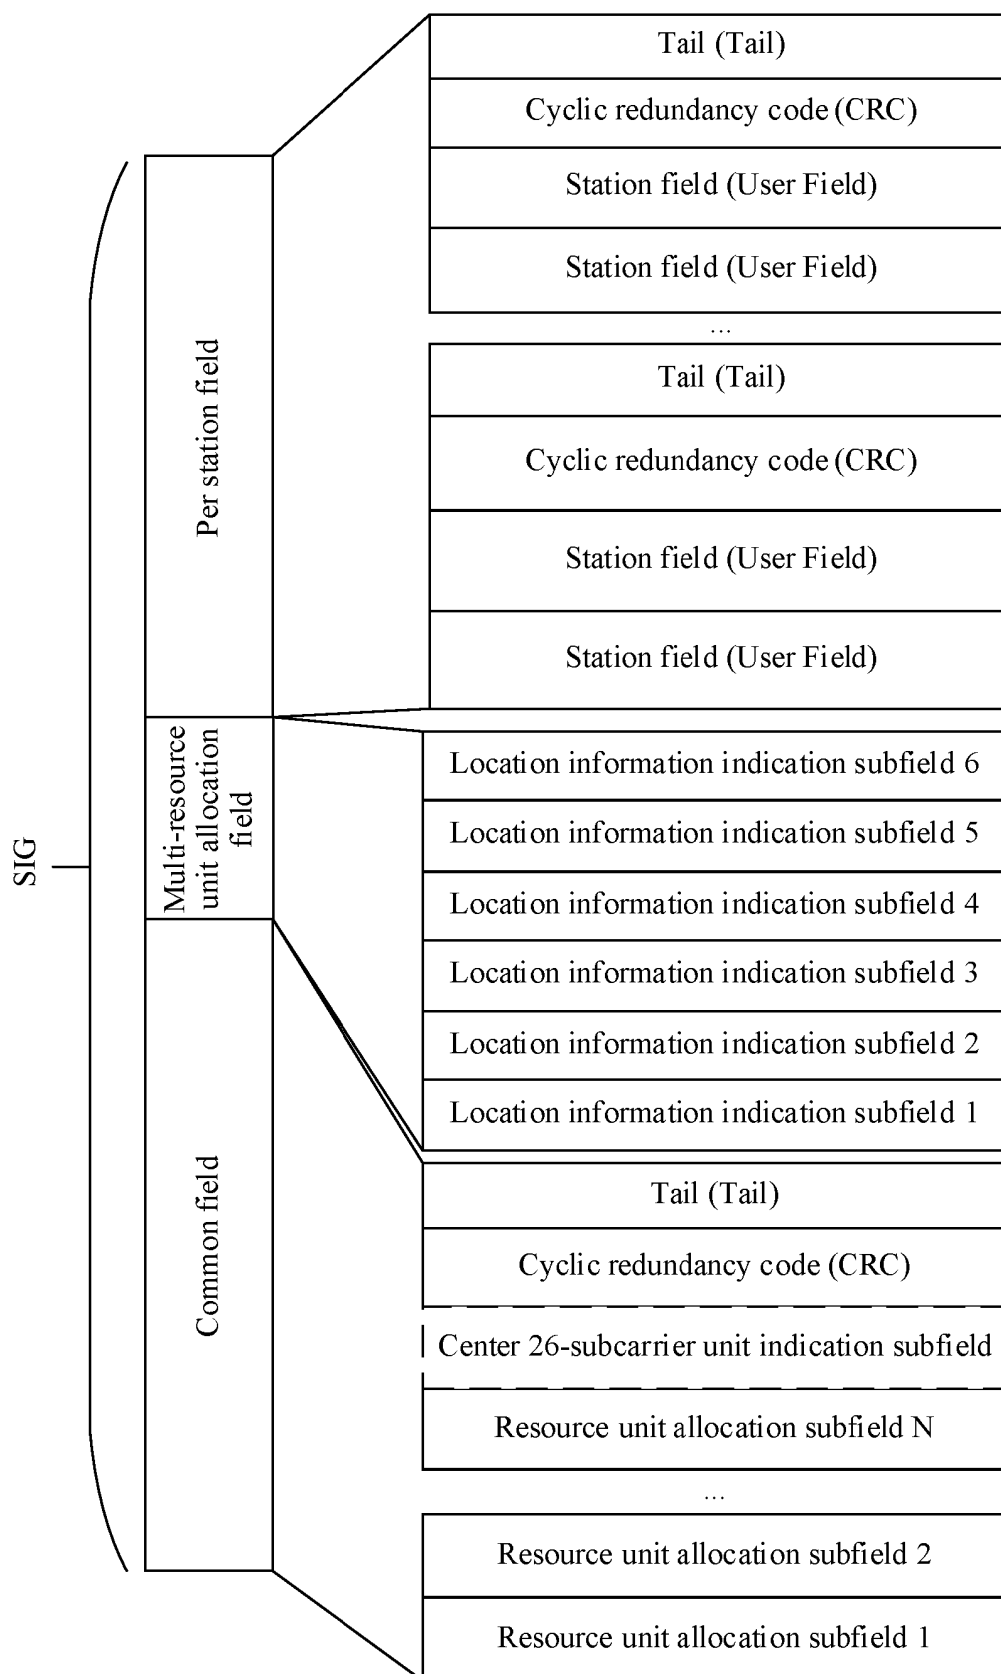 SIG
Per station field
Multi-resource
unit allocation
field
Common field
Tail (Tail)
Cyclic redundancy code (CRC)
Station field (User Field)
Station field (User Field)
...
Tail (Tail)
Cyclic redundancy code (CRC)
Station field (User Field)
Station field (User Field)
Location information indication subfield 6
Location information indication subfield 5
Location information indication subfield 4
Location information indication subfield 3
Location information indication subfield 2
Location information indication subfield 1
Tail (Tail)
Cyclic redundancy code (CRC)
Center 26-subcarrier unit indication subfield
Resource unit allocation subfield N
...
Resource unit allocation subfield 2
Resource unit allocation subfield 1